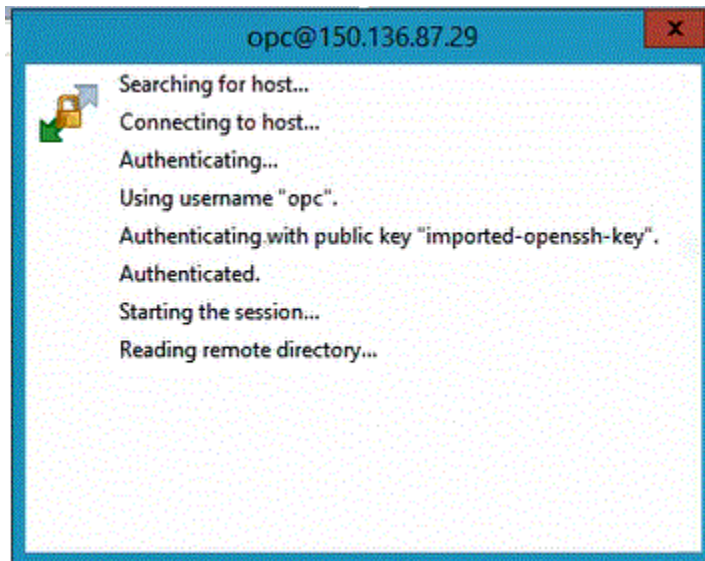 opc@150.136.87.29
x
Searching for host...
Connecting to host...
Authenticating...
Using username "opc".
Authenticating with public key "imported-openssh-key".
Authenticated.
Starting the session...
Reading remote directory...